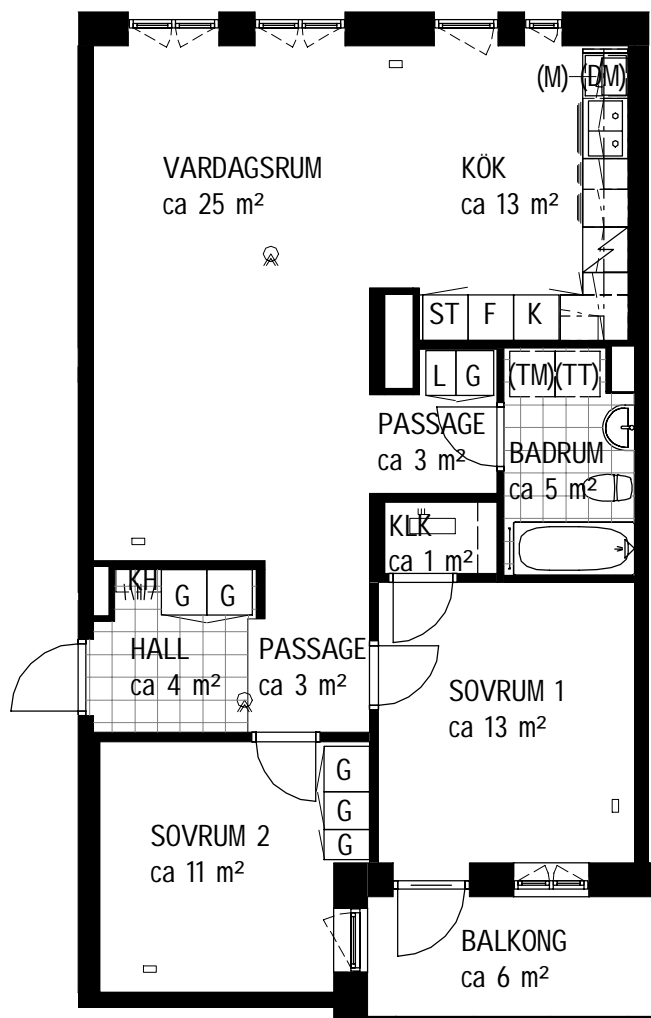 (M) (DM)
VARDAGSRUM
ca 25 m²
KÖK
ca 13 m²
ST F K
L G
(TM) (TT)
PASSAGE
ca 3 m²
BADRUM
ca 5 m²
KLK
ca 1 m²
KH
G G
HALL
ca 4 m²
PASSAGE
ca 3 m²
SOVRUM 1
ca 13 m²
G
G
G
SOVRUM 2
ca 11 m²
BALKONG
ca 6 m²